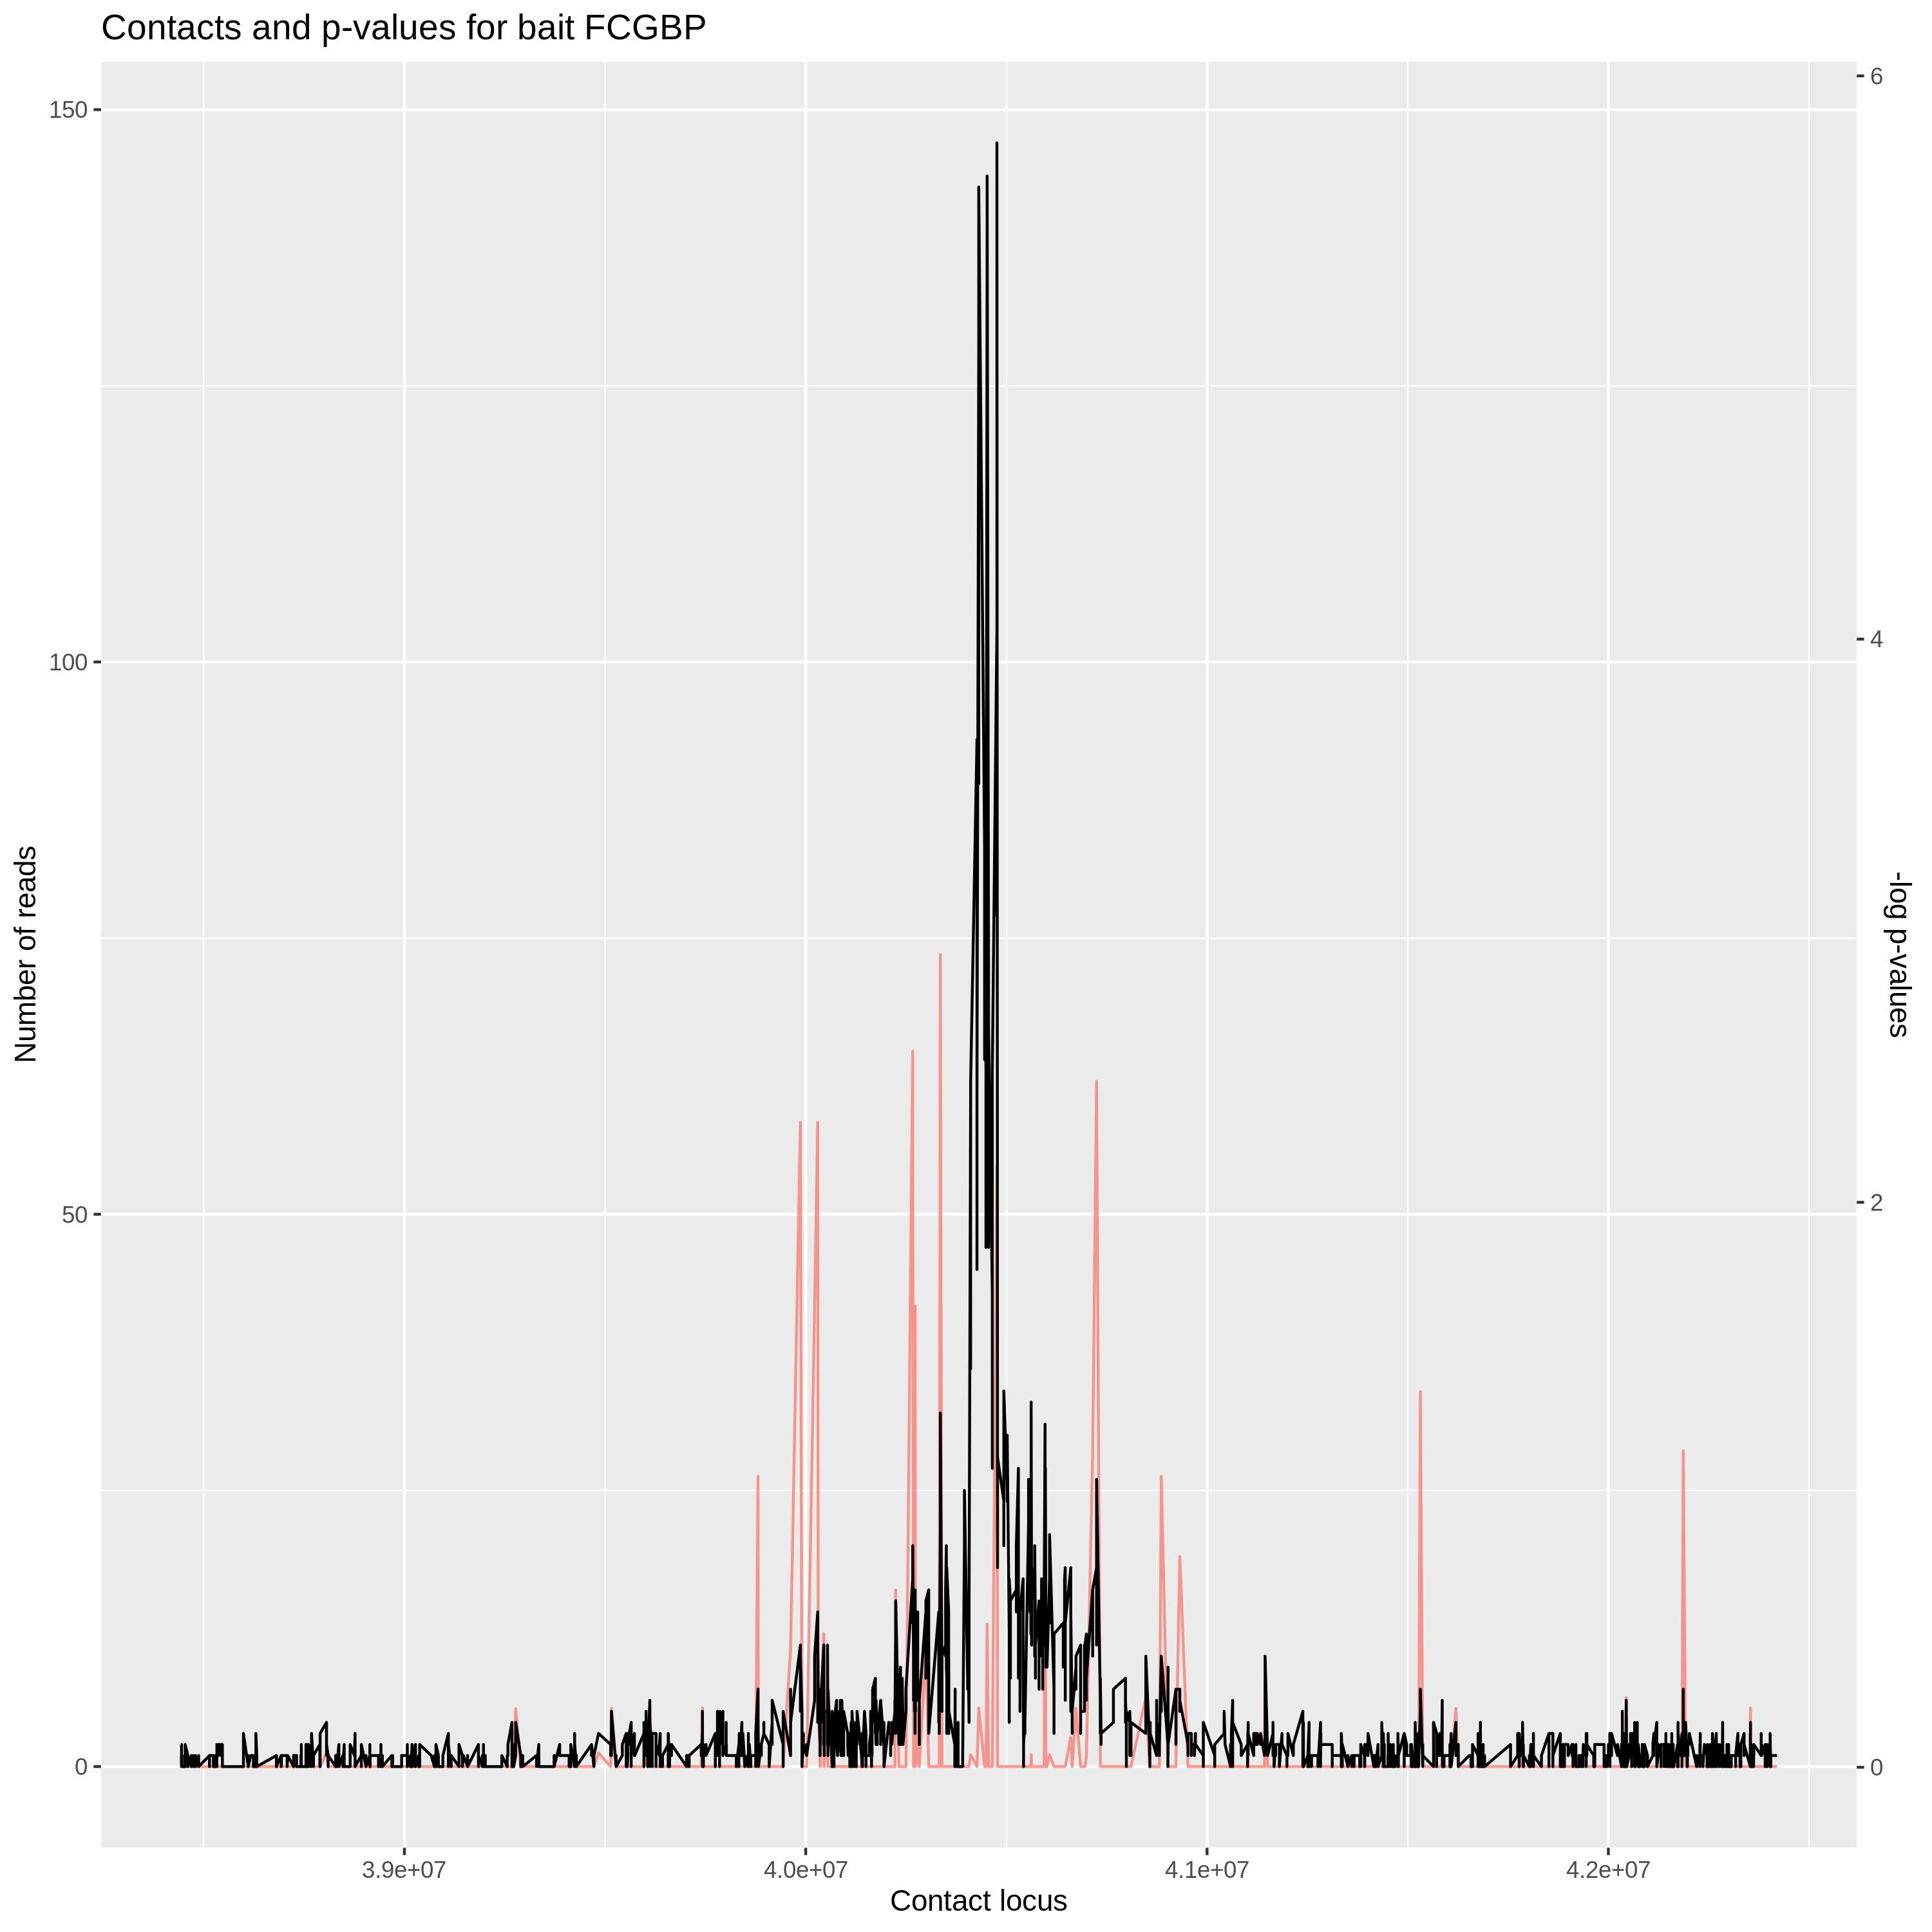 Contacts and p-values for bait FCGBP
150
100
50
0
Number of reads
6
4
2
0
-log p-values
3.9e+07
4.0e+07
4.1e+07
4.2e+07
Contact locus